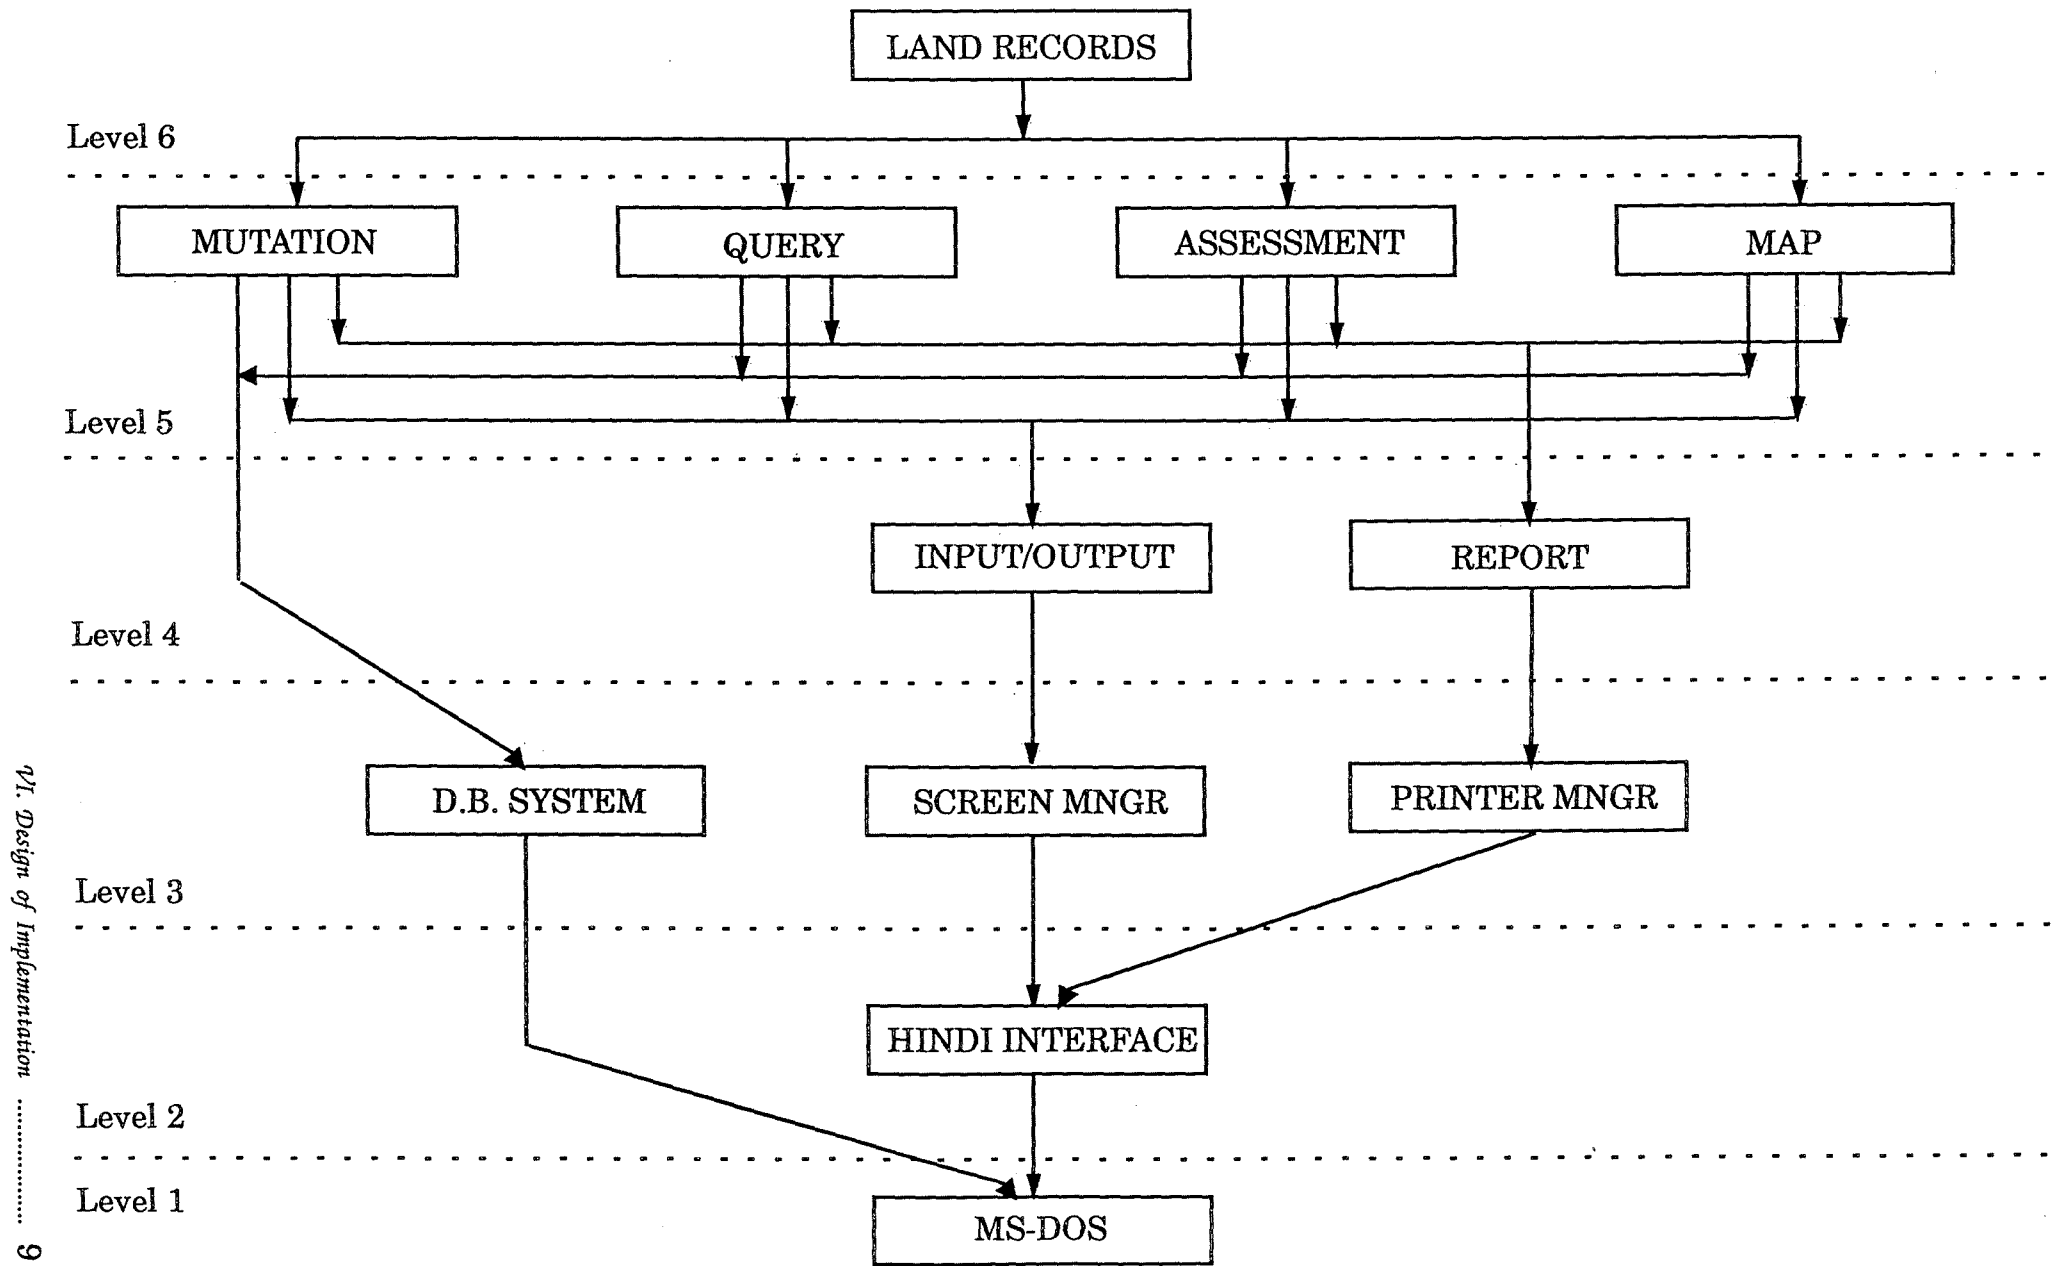 LAND RECORDS
Level 6
MUTATION
QUERY
ASSESSMENT
MAP
Level 5
INPUT/OUTPUT
REPORT
Level 4
D.B. SYSTEM
SCREEN MNGR
PRINTER MNGR
Level 3
HINDI INTERFACE
Level 2
Level 1
MS-DOS
VI. Design of Implementation ..................... 9